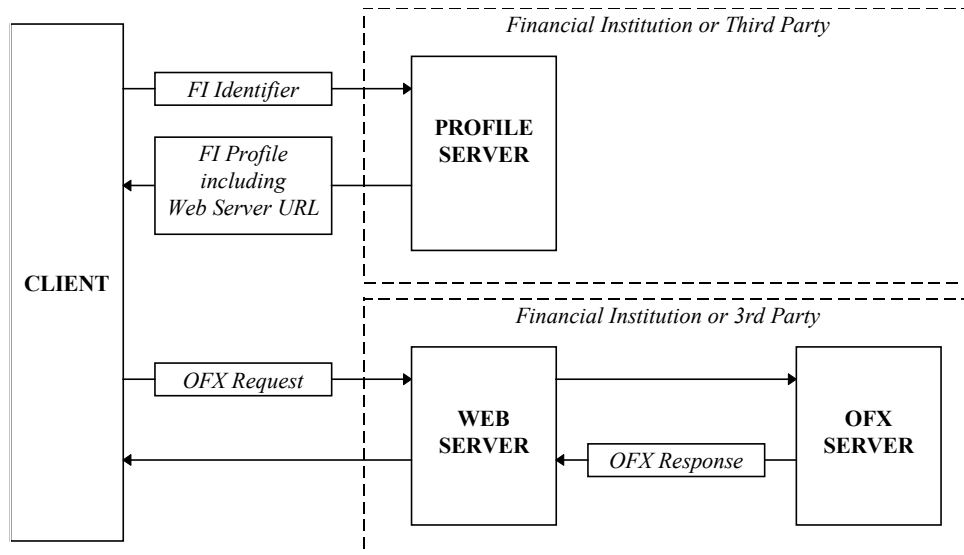 Financial Institution or Third Party
FI Identifier
PROFILE
SERVER
FI Profile
including
Web Server URL
CLIENT
Financial Institution or 3rd Party
OFX Request
WEB
SERVER
OFX
SERVER
OFX Response